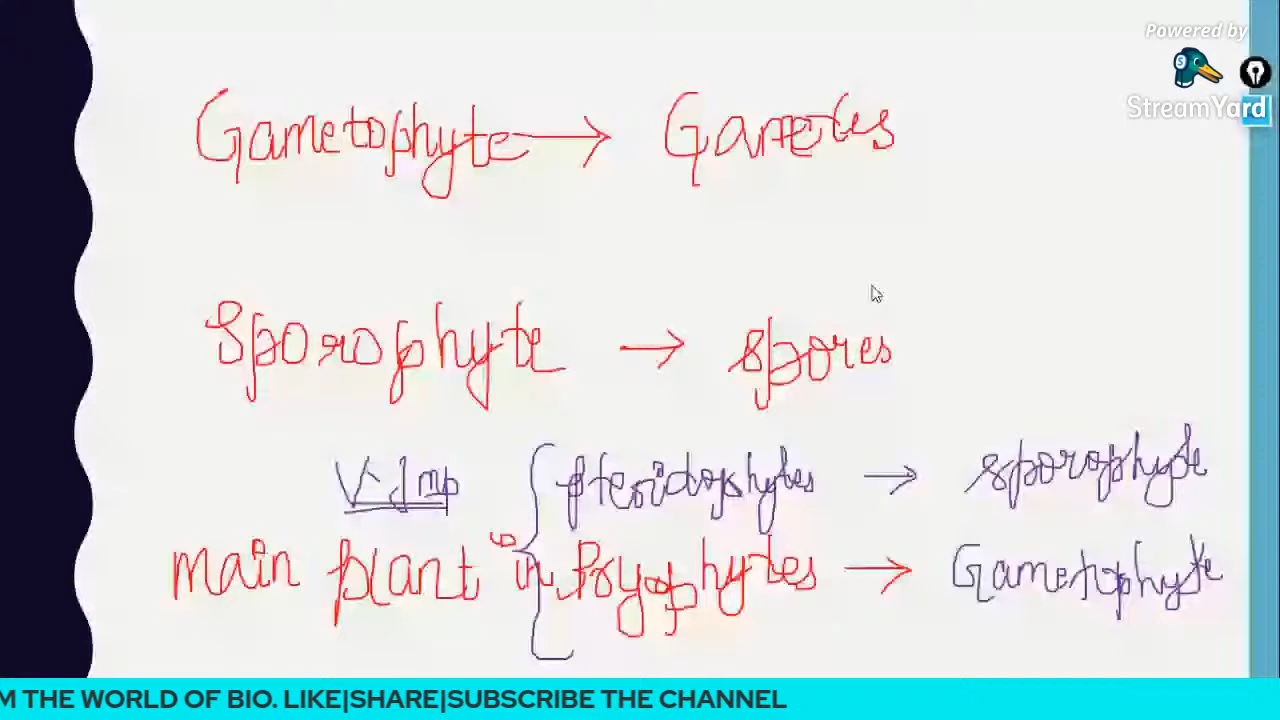 Powered by
StreamYard
Gametophyte → Gametes
Sporophyte → spores
V. Imp
pteridophytes → sporophyte
main plant in Bryophytes → Gametophyte
M THE WORLD OF BIO. LIKE|SHARE|SUBSCRIBE THE CHANNEL